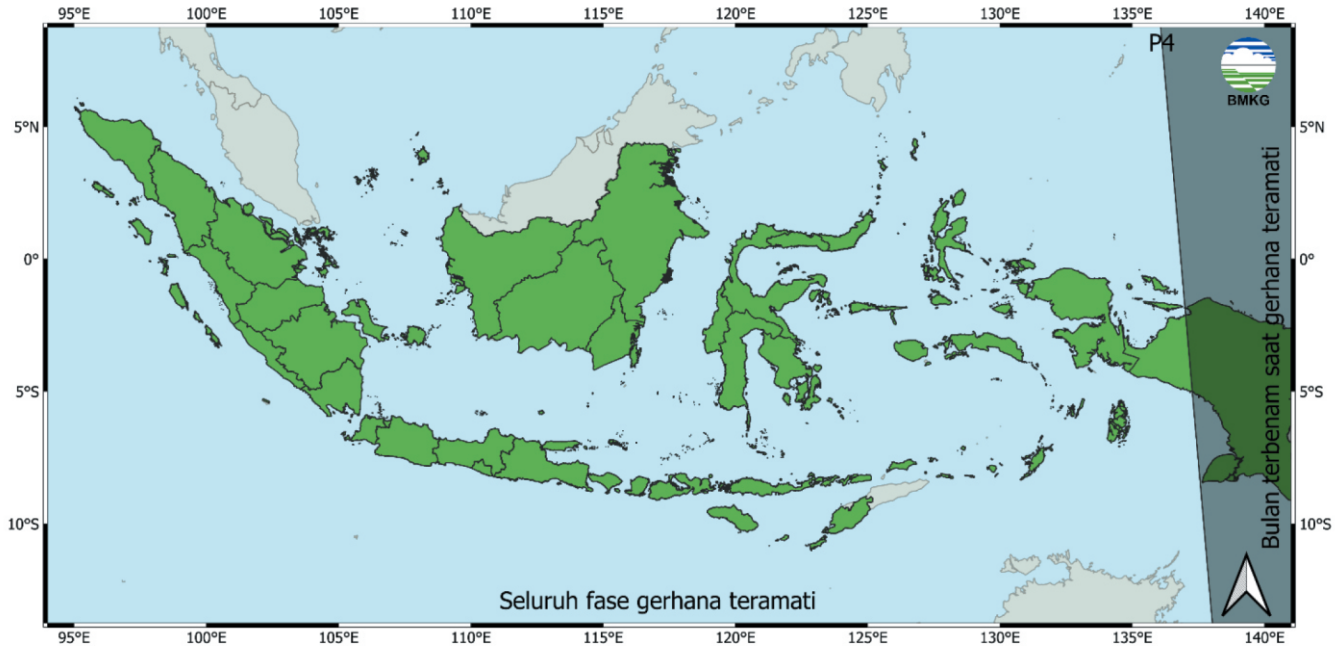 95°E 100°E 105°E 110°E 115°E 120°E 125°E 130°E 135°E 140°E
P4
BMKG
5°N 5°N
0° 0°
5°S 5°S
10°S 10°S
Bulan terbenam saat gerhana teramati
Seluruh fase gerhana teramati
95°E 100°E 105°E 110°E 115°E 120°E 125°E 130°E 135°E 140°E